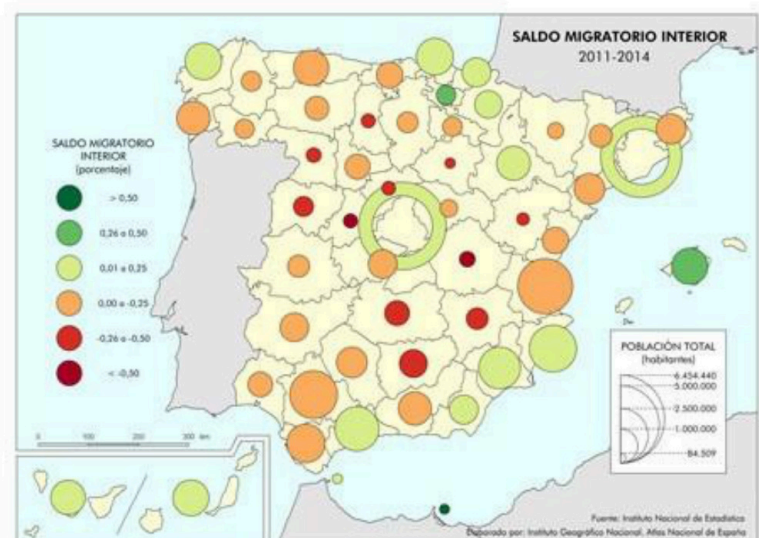 SALDO MIGRATORIO INTERIOR
2011-2014
SALDO MIGRATORIO
INTERIOR
(porcentaje)
> 0,50
0,26 a 0,50
0,01 a 0,25
0,00 a -0,25
-0,26 a -0,50
< -0,50
POBLACIÓN TOTAL
(habitantes)
6.454.440
5.000.000
2.500.000
1.000.000
84.509
0 100 200 300 km
Fuente: Instituto Nacional de Estadística
Elaborado por: Instituto Geográfico Nacional. Atlas Nacional de España